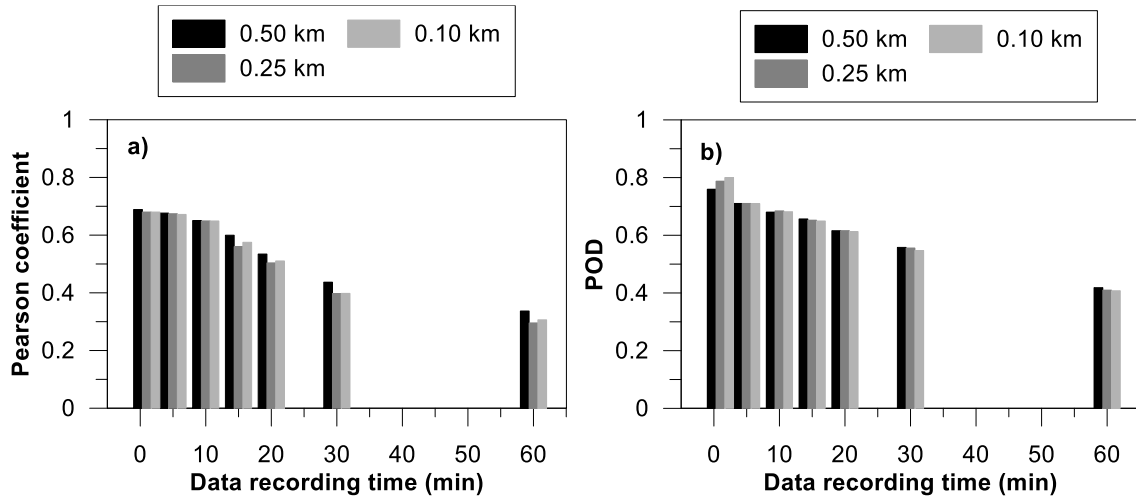 0.50 km 0.10 km
0.25 km
a)
Pearson coefficient
1
0.8
0.6
0.4
0.2
0
0 10 20 30 40 50 60
Data recording time (min)
0.50 km 0.10 km
0.25 km
b)
POD
1
0.8
0.6
0.4
0.2
0
0 10 20 30 40 50 60
Data recording time (min)